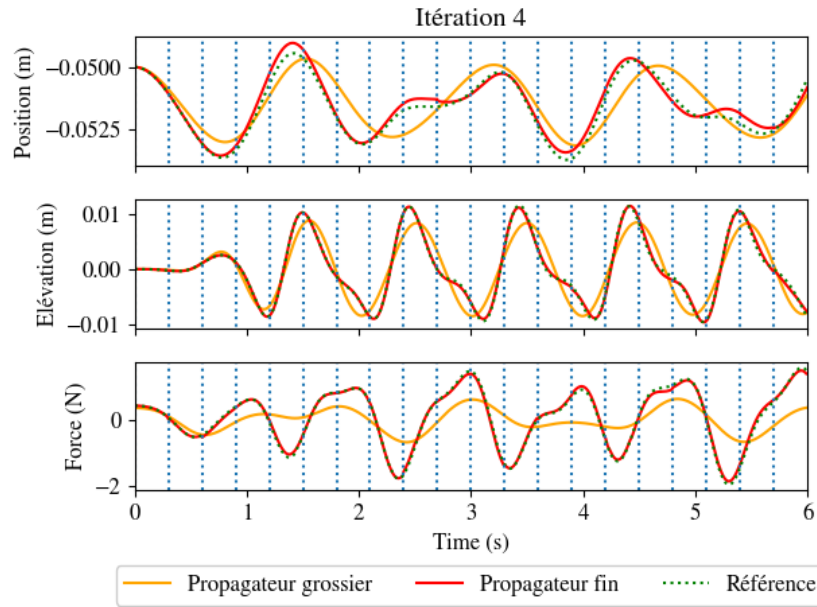 Itération 4
Position (m)
−0.0500
−0.0525
Elévation (m)
0.01
0.00
−0.01
Force (N)
0
−2
0 1 2 3 4 5 6
Time (s)
Propagateur grossier Propagateur fin Référence